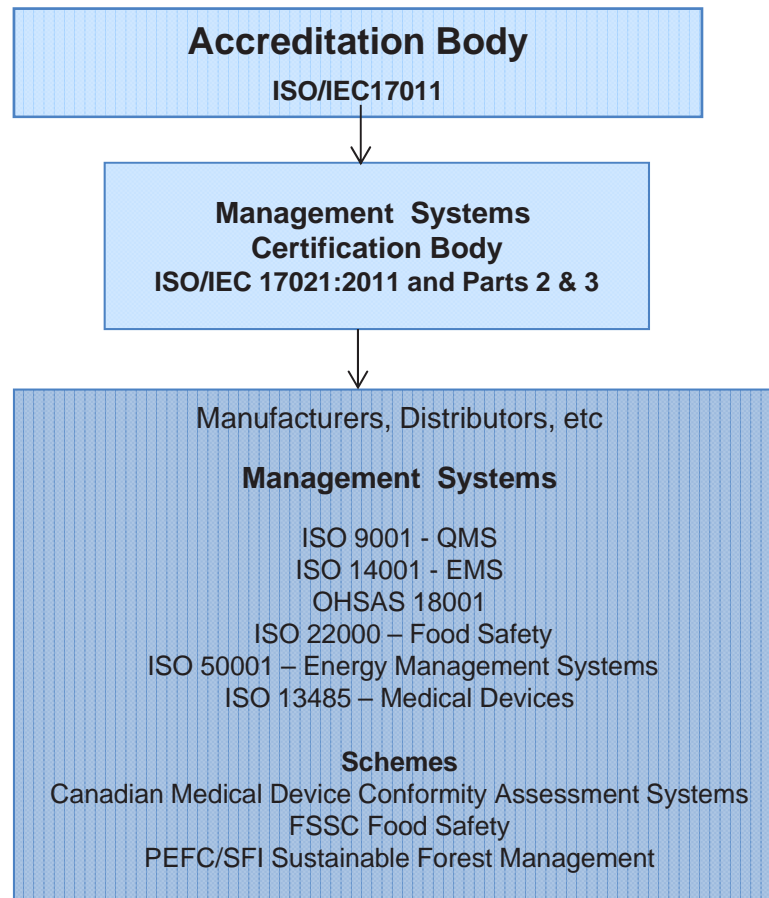 Accreditation Body
ISO/IEC17011
Management Systems
Certification Body
ISO/IEC 17021:2011 and Parts 2 & 3
Manufacturers, Distributors, etc
Management Systems
ISO 9001 - QMS
ISO 14001 - EMS
OHSAS 18001
ISO 22000 – Food Safety
ISO 50001 – Energy Management Systems
ISO 13485 – Medical Devices
Schemes
Canadian Medical Device Conformity Assessment Systems
FSSC Food Safety
PEFC/SFI Sustainable Forest Management